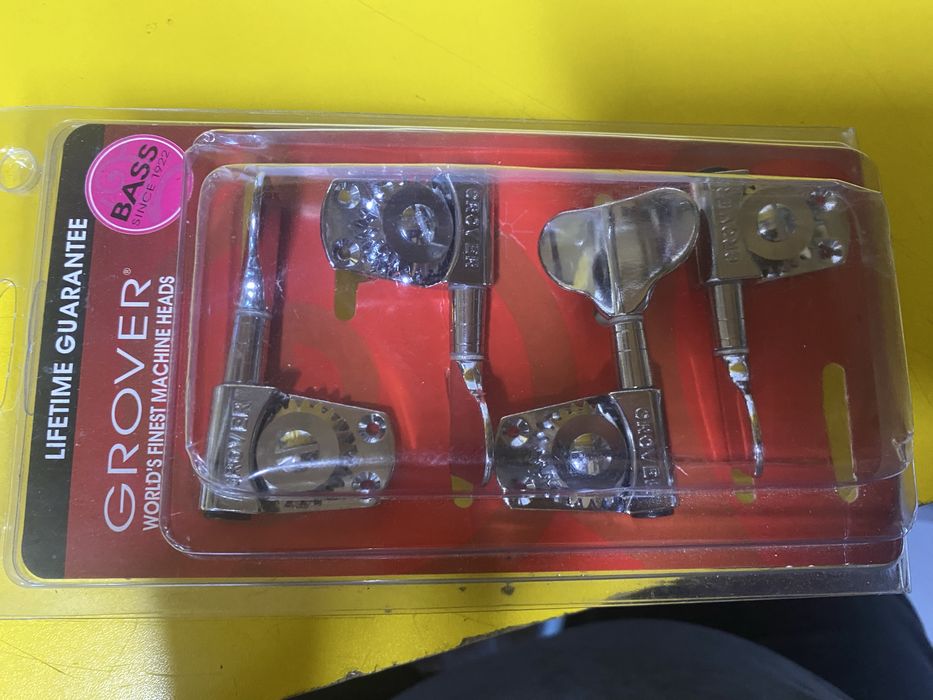 LIFETIME GUARANTEE
BASS
SINCE 1922
GROVER®
WORLD'S FINEST MACHINE HEADS
GROVER
GROVER
GROVER
GROVER